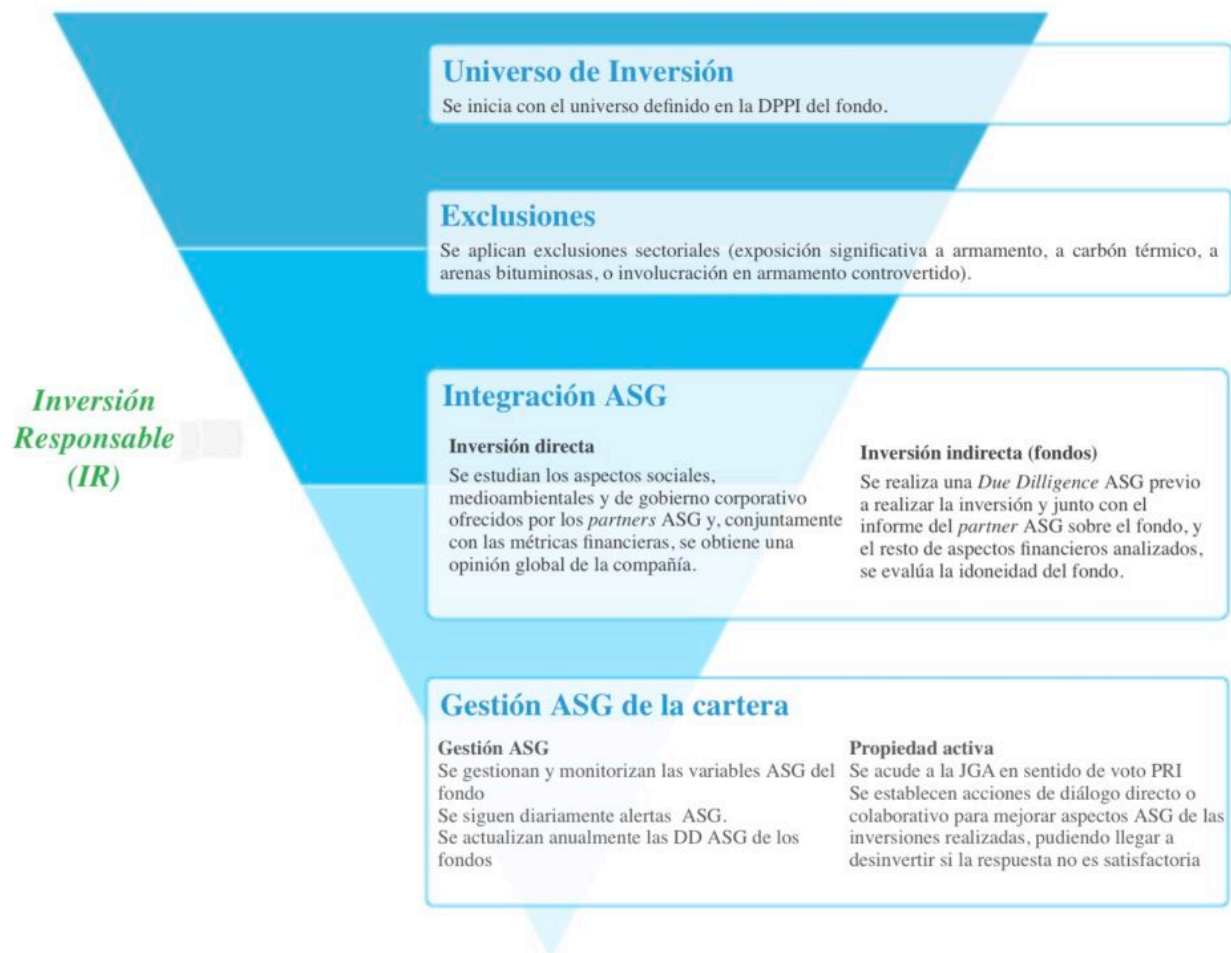 Universo de Inversión
Se inicia con el universo definido en la DPPI del fondo.
Exclusiones
Se aplican exclusiones sectoriales (exposición significativa a armamento, a carbón térmico, a
arenas bituminosas, o involucración en armamento controvertido).
Inversión
Responsable
(IR)
Integración ASG
Inversión directa
Se estudian los aspectos sociales,
medioambientales y de gobierno corporativo
ofrecidos por los partners ASG y, conjuntamente
con las métricas financieras, se obtiene una
opinión global de la compañía.
Inversión indirecta (fondos)
Se realiza una Due Dilligence ASG previo
a realizar la inversión y junto con el
informe del partner ASG sobre el fondo, y
el resto de aspectos financieros analizados,
se evalúa la idoneidad del fondo.
Gestión ASG de la cartera
Gestión ASG
Se gestionan y monitorizan las variables ASG del
fondo
Se siguen diariamente alertas ASG.
Se actualizan anualmente las DD ASG de los
fondos
Propiedad activa
Se acude a la JGA en sentido de voto PRI
Se establecen acciones de diálogo directo o
colaborativo para mejorar aspectos ASG de las
inversiones realizadas, pudiendo llegar a
desinvertir si la respuesta no es satisfactoria